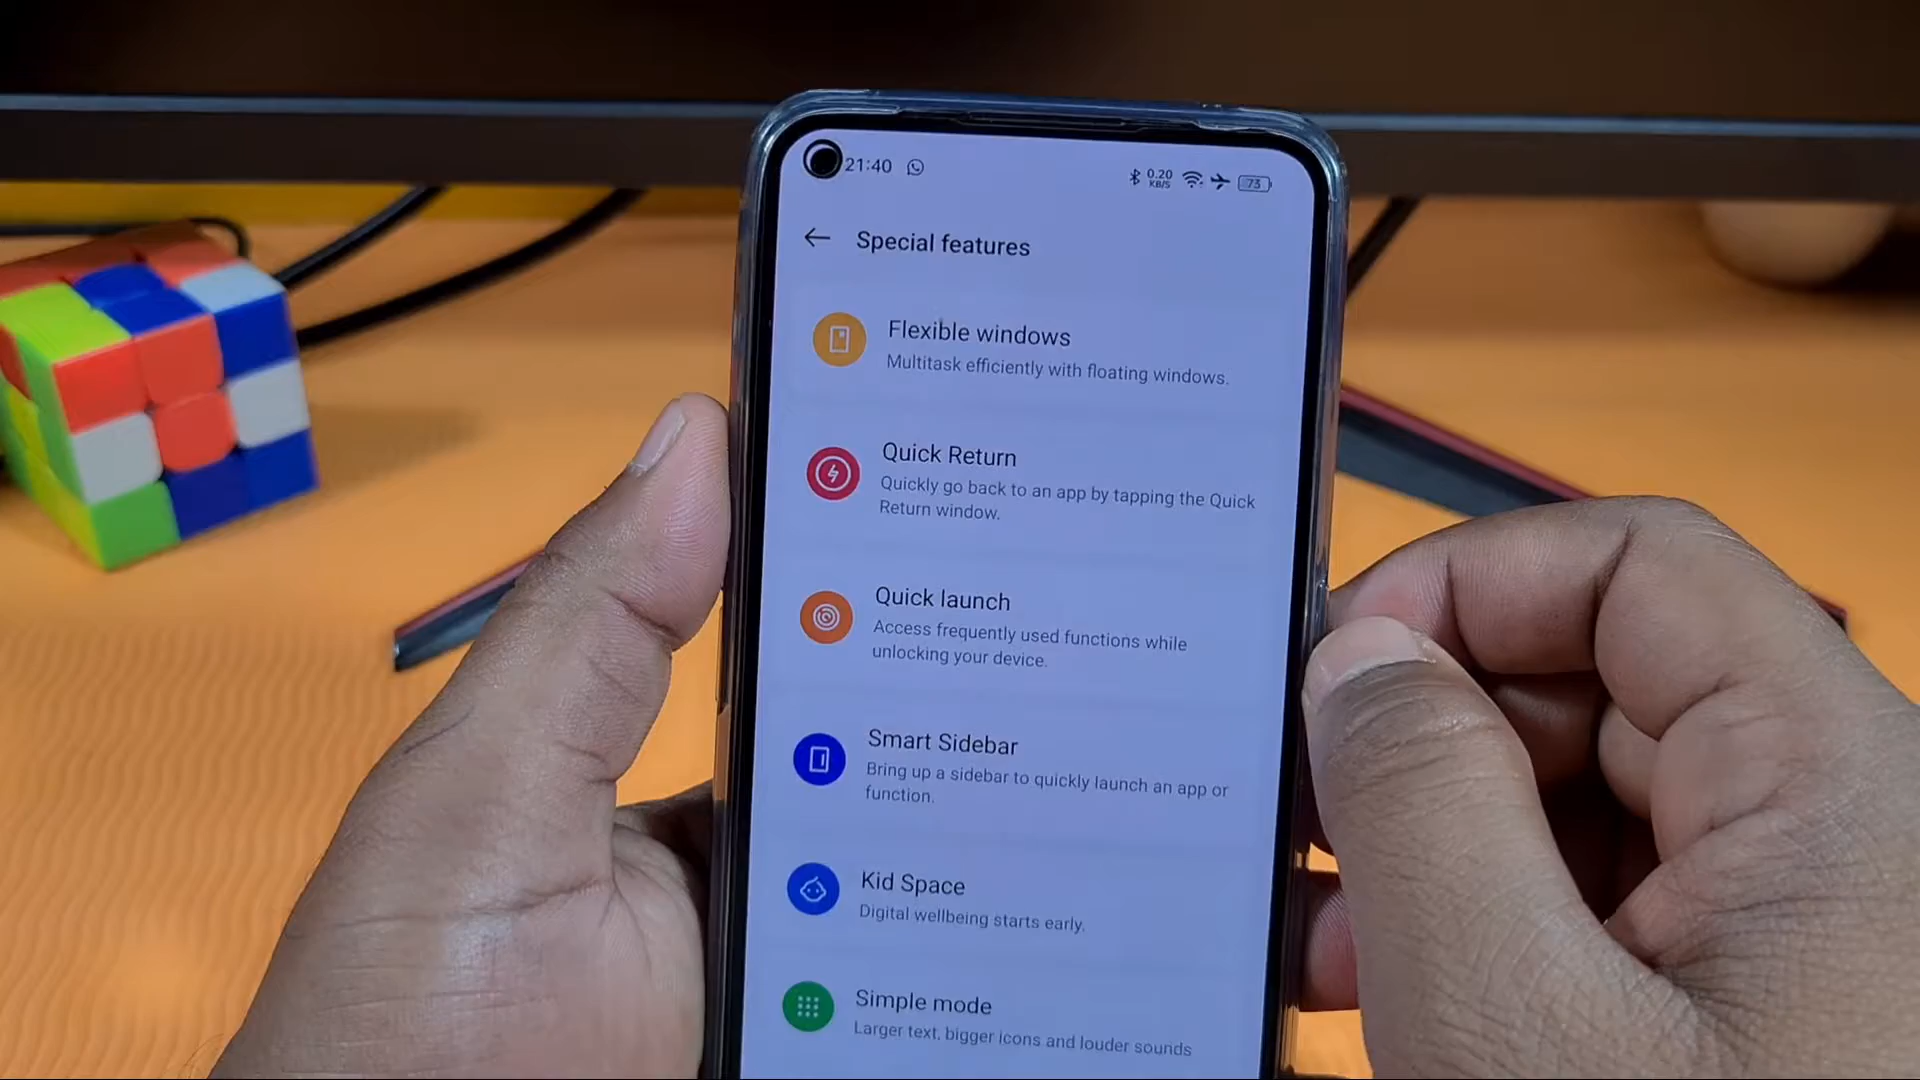 21:40
0.20
KB/S
73
Special features
Flexible windows
Multitask efficiently with floating windows.
Quick Return
Quickly go back to an app by tapping the Quick
Return window.
Quick launch
Access frequently used functions while
unlocking your device.
Smart Sidebar
Bring up a sidebar to quickly launch an app or
function.
Kid Space
Digital wellbeing starts early.
Simple mode
Larger text, bigger icons and louder sounds